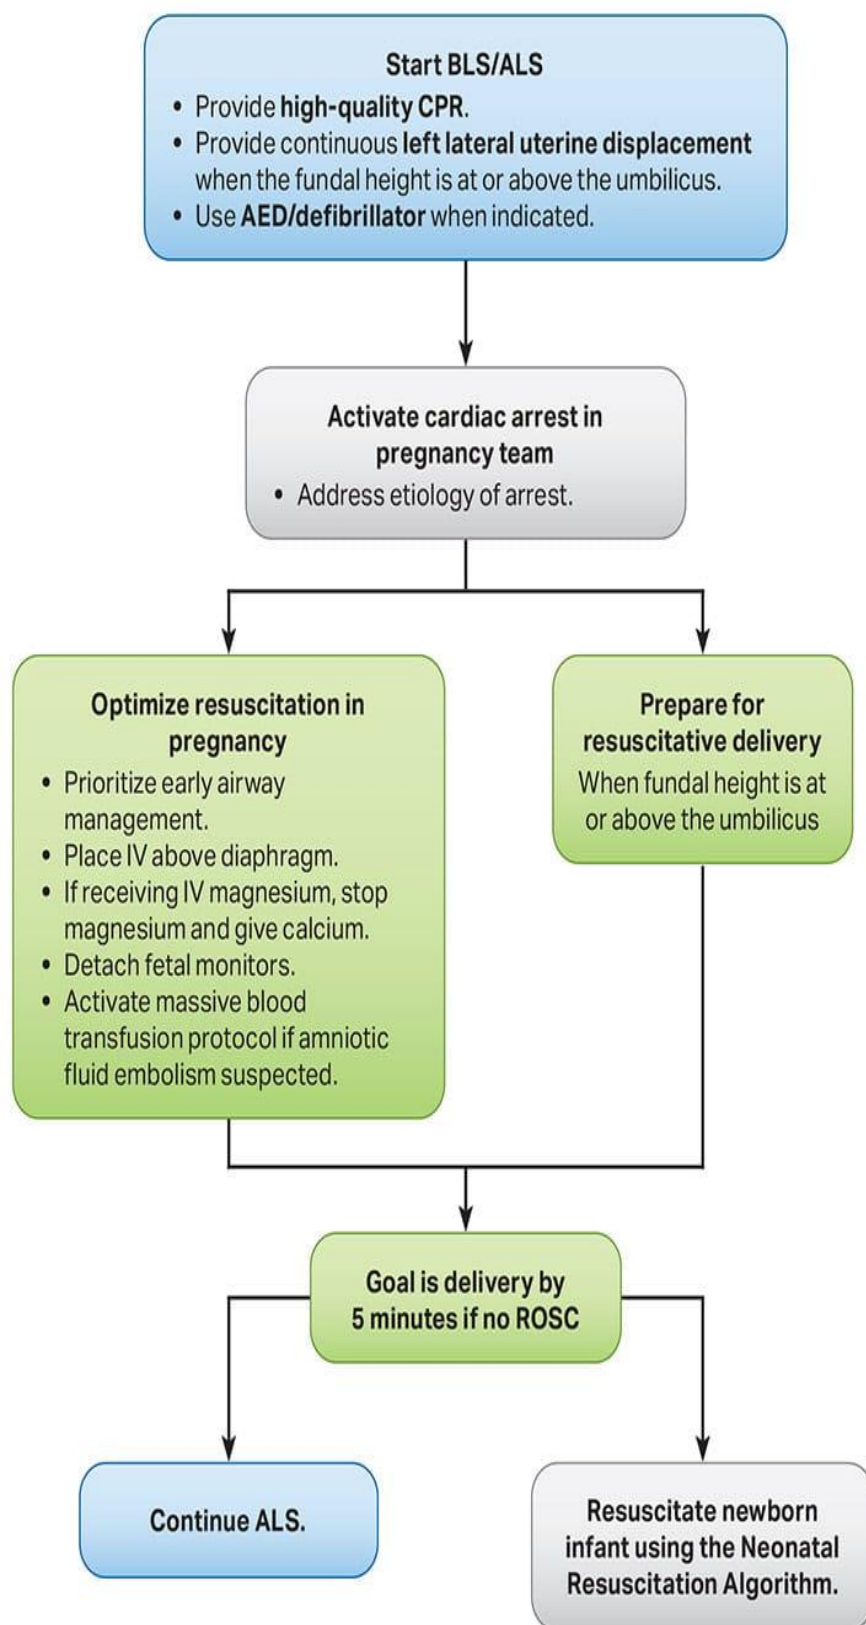 Start BLS/ALS
• Provide high-quality CPR.
• Provide continuous left lateral uterine displacement
when the fundal height is at or above the umbilicus.
• Use AED/defibrillator when indicated.
Activate cardiac arrest in
pregnancy team
• Address etiology of arrest.
Optimize resuscitation in
pregnancy
• Prioritize early airway
management.
• Place IV above diaphragm.
• If receiving IV magnesium, stop
magnesium and give calcium.
• Detach fetal monitors.
• Activate massive blood
transfusion protocol if amniotic
fluid embolism suspected.
Prepare for
resuscitative delivery
When fundal height is at
or above the umbilicus
Goal is delivery by
5 minutes if no ROSC
Continue ALS.
Resuscitate newborn
infant using the Neonatal
Resuscitation Algorithm.